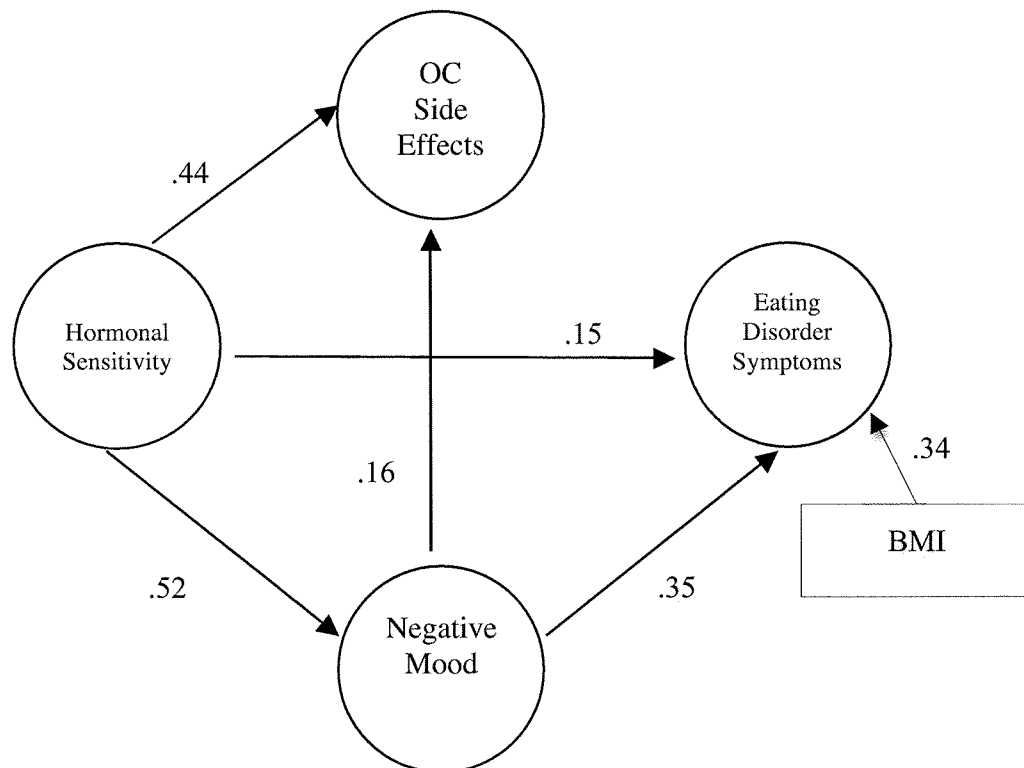 OC
Side
Effects
.44
Hormonal
Sensitivity
.15
Eating
Disorder
Symptoms
.16
.34
BMI
.52
.35
Negative
Mood